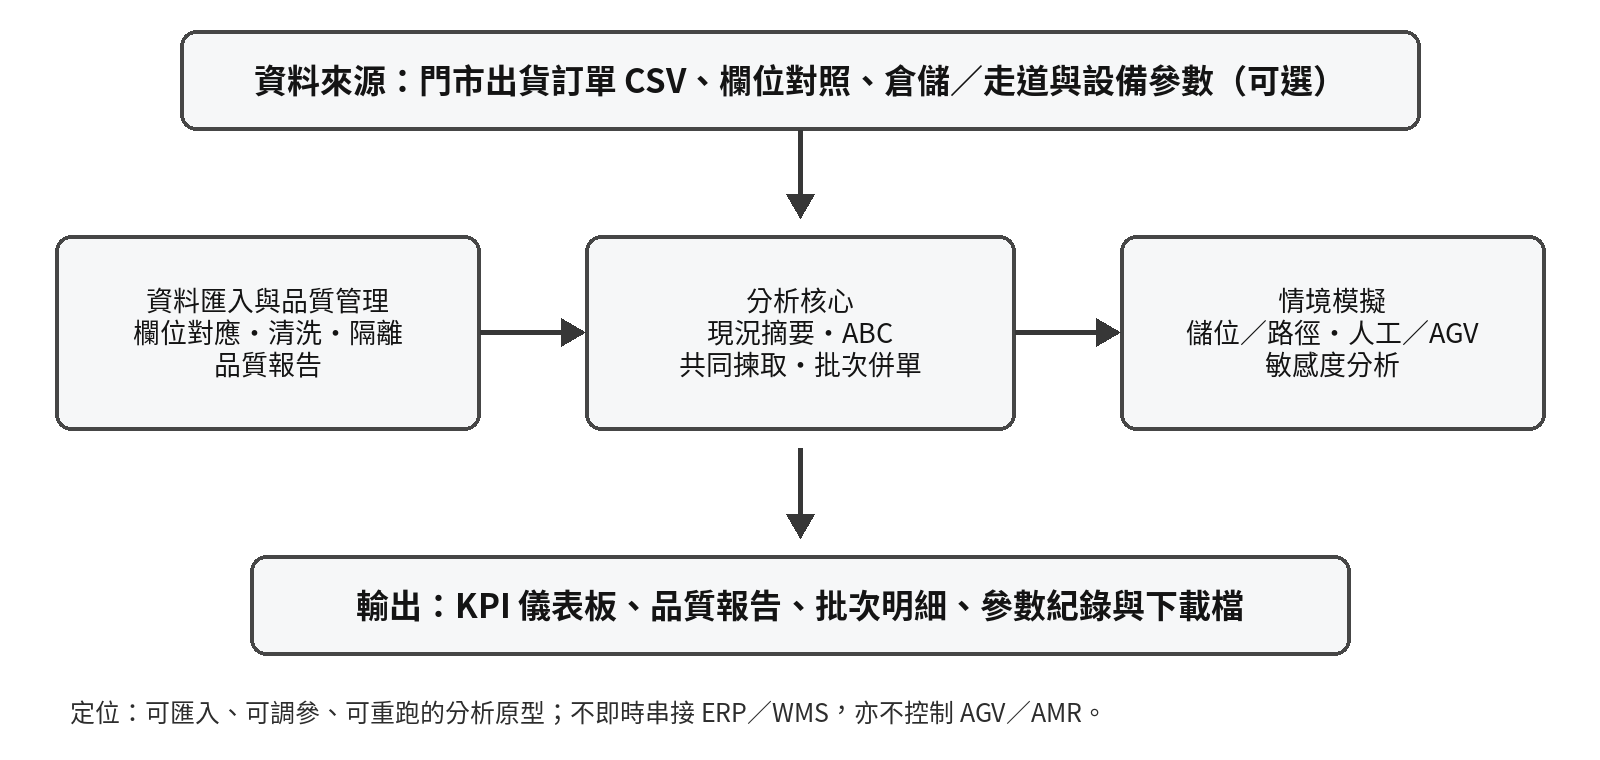 資料來源：門市出貨訂單 CSV、欄位對照、倉儲／走道與設備參數（可選）
資料匯入與品質管理
欄位對應・清洗・隔離
品質報告
分析核心
現況摘要・ABC
共同揀取・批次併單
情境模擬
儲位／路徑・人工／AGV
敏感度分析
輸出：KPI 儀表板、品質報告、批次明細、參數紀錄與下載檔
定位：可匯入、可調參、可重跑的分析原型；不即時串接 ERP／WMS，亦不控制 AGV／AMR。